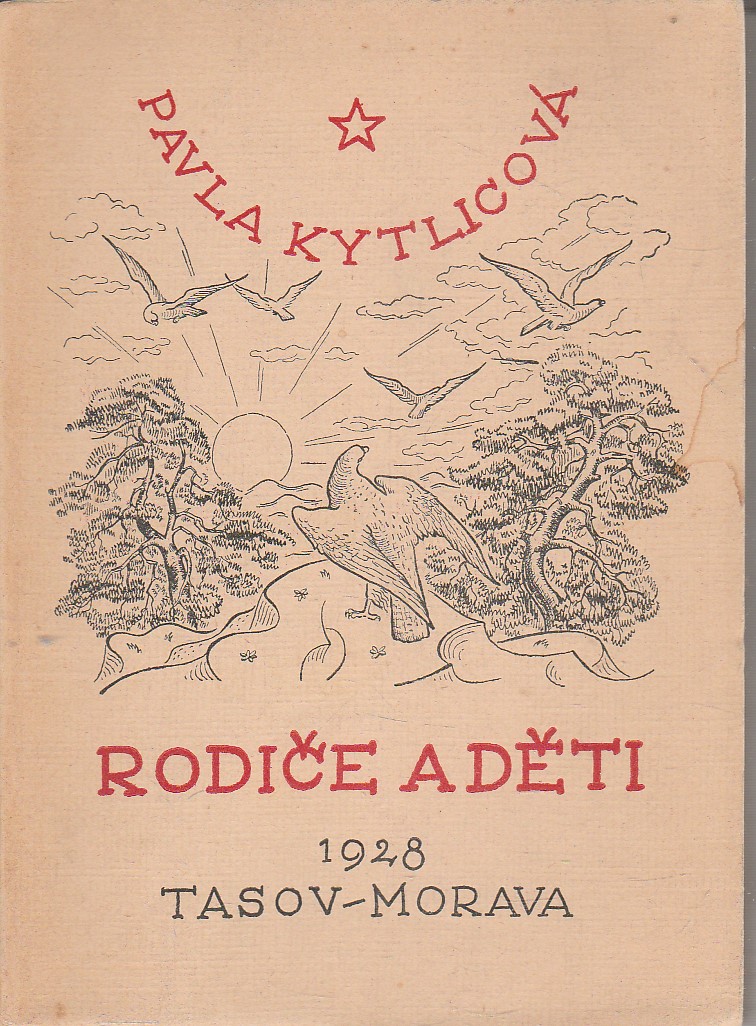 PAVLA KYTLICOVÁ
RODIČE A DĚTI
1928
TASOV-MORAVA